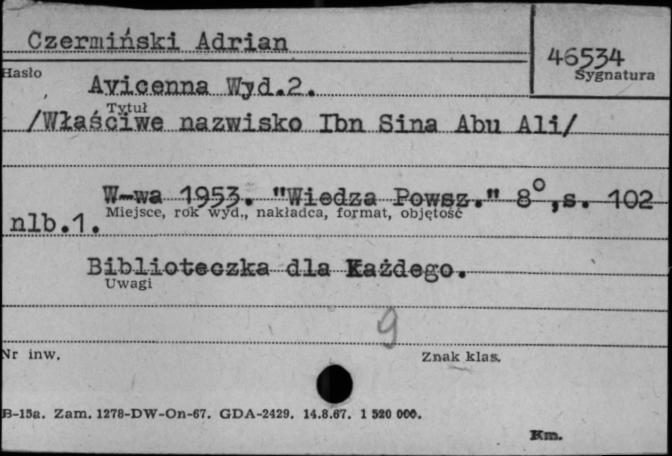 Czermiński Adrian
46534
Hasło
Sygnatura
Avicenna Wyd.2.
Tytuł
/Właściwe nazwisko Ibn Sina Abu Ali/
W-wa 1953. "Wiedza Powsz." 8°,s. 102
Miejsce, rok wyd., nakładca, format, objętość
nlb.1.
Biblioteczka dla Każdego.
Uwagi
9
Nr inw.
Znak klas.
B-15a. Zam. 1278-DW-On-67. GDA-2429. 14.8.67. 1 520 000.
Km.